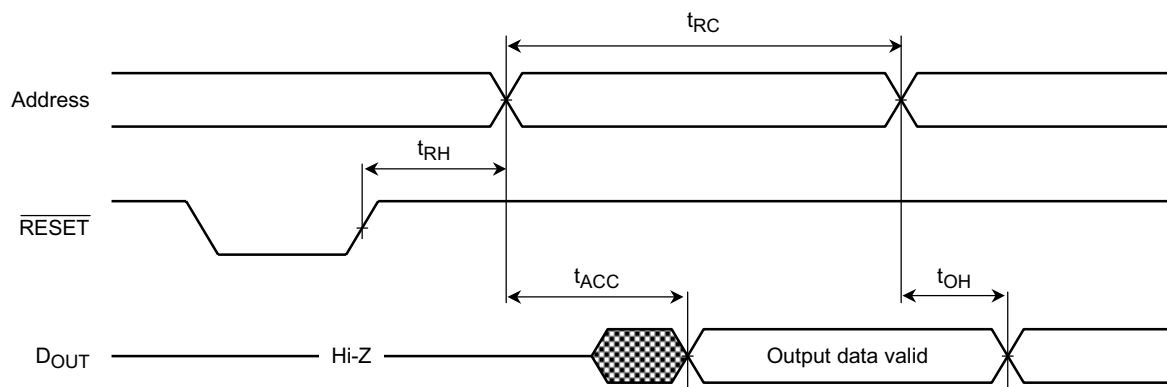 tRC
Address
tRH
RESET
tACC
tOH
DOUT
Hi-Z
Output data valid